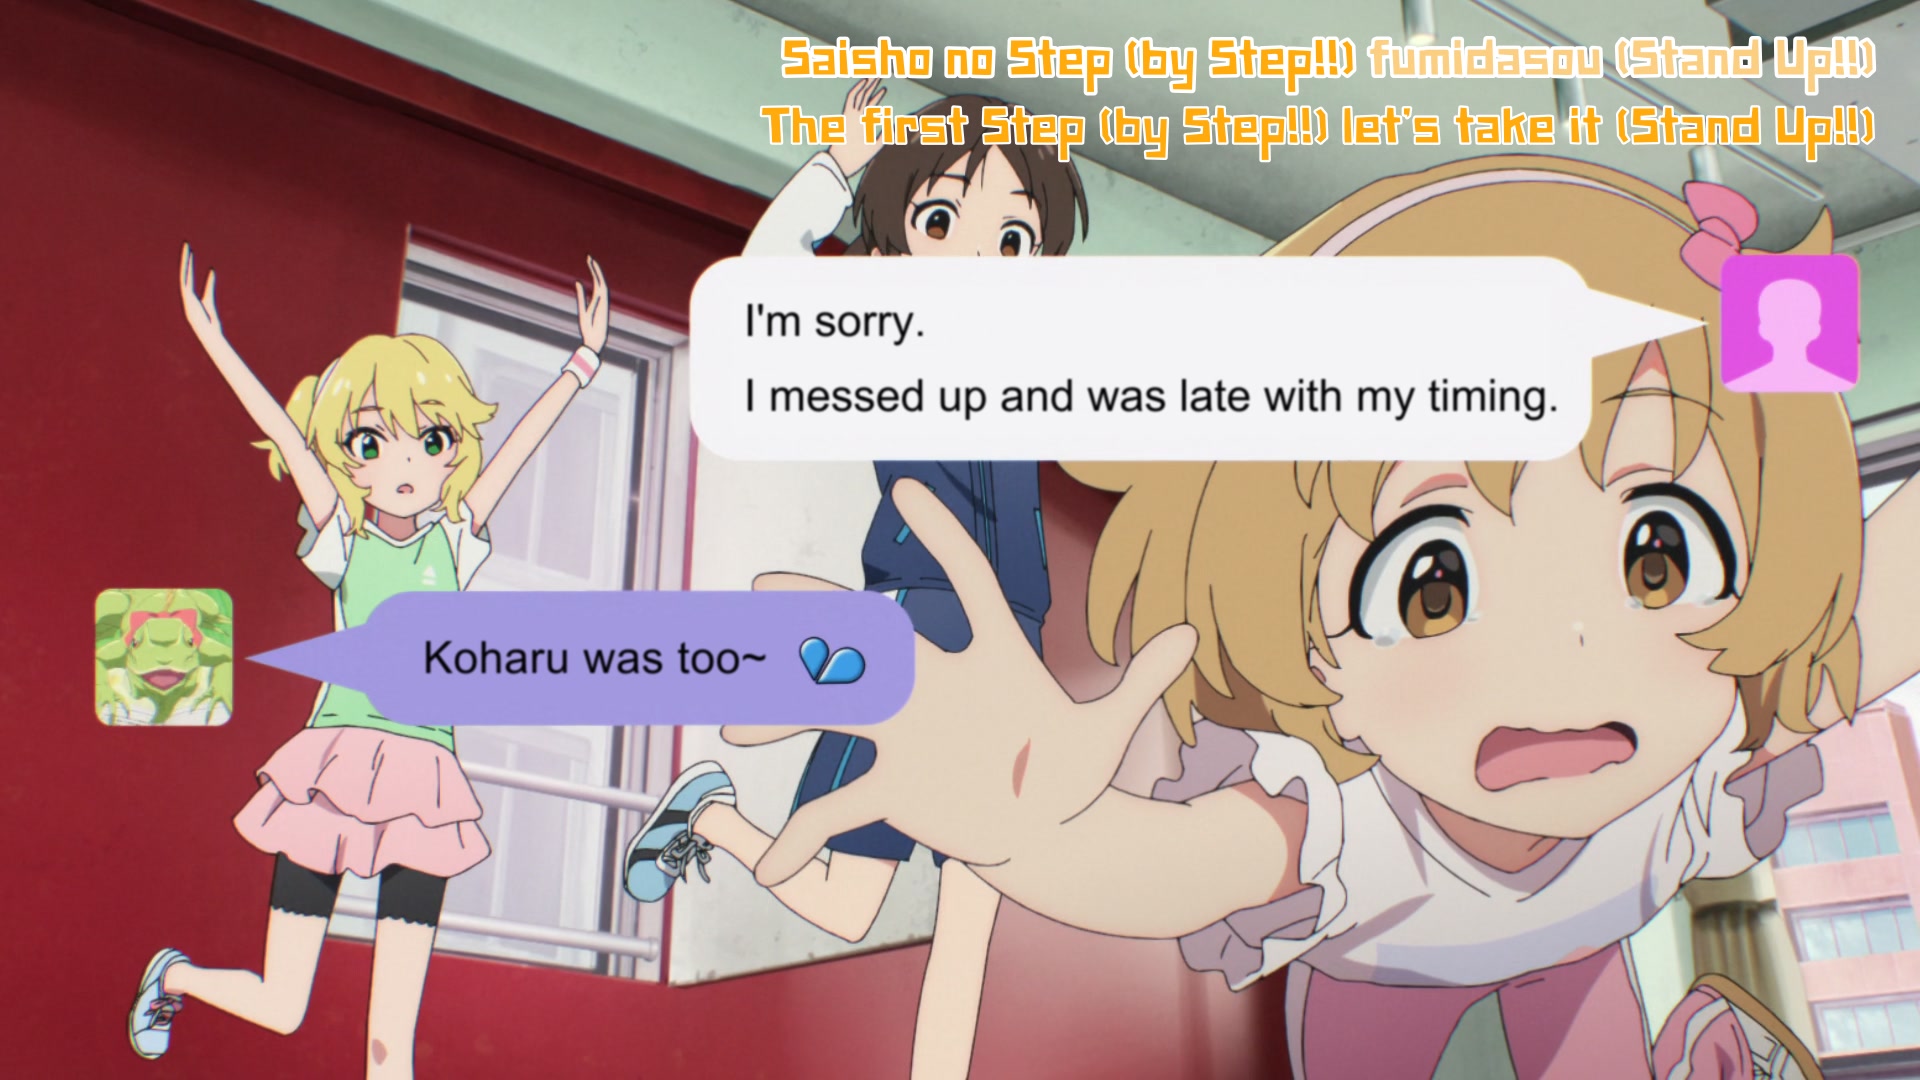 Saisho no Step (by Step!!) fumidasou (Stand Up!!)
The first Step (by Step!!) let's take it (Stand Up!!)
I'm sorry.
I messed up and was late with my timing.
Koharu was too~ 💔